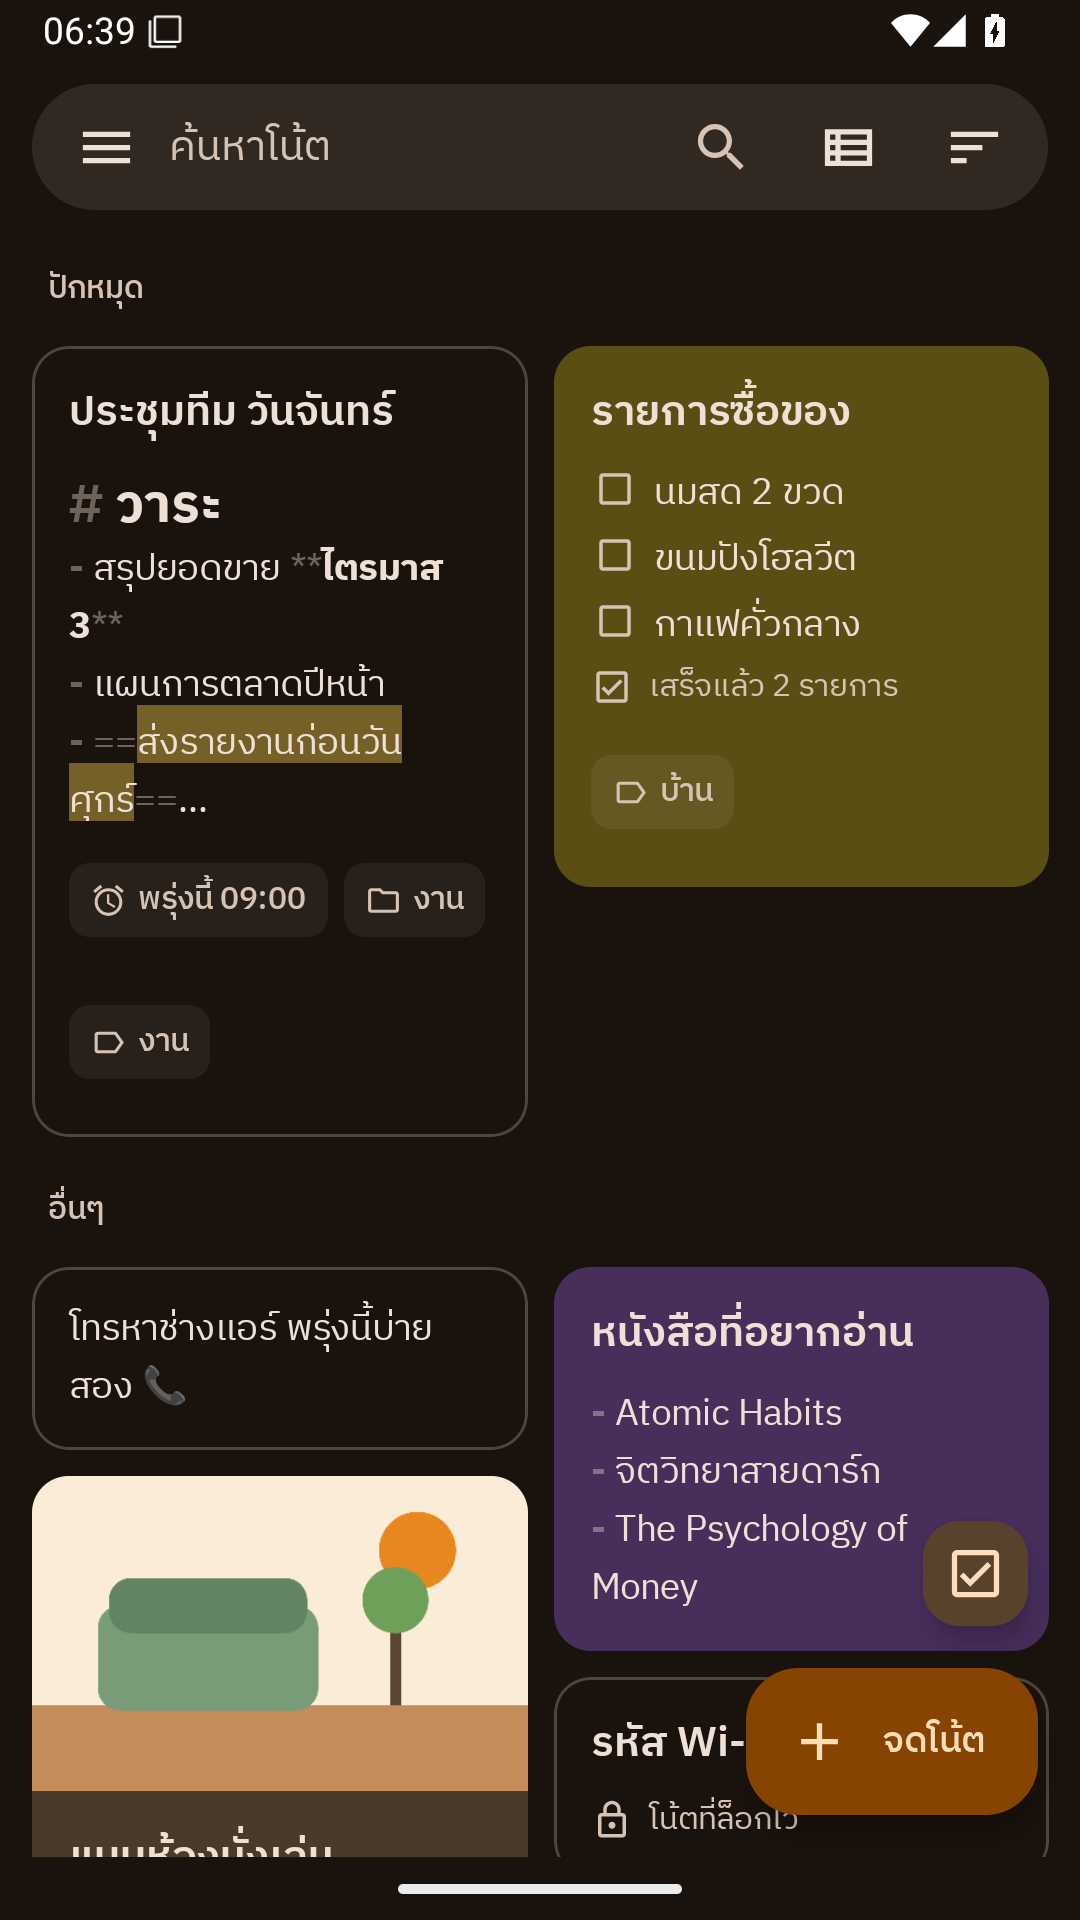 06:39
ค้นหาโน้ต
ปักหมุด
ประชุมทีม วันจันทร์
# วาระ
- สรุปยอดขาย **ไตรมาส
3**
- แผนการตลาดปีหน้า
- ==ส่งรายงานก่อนวัน
ศุกร์==...
พรุ่งนี้ 09:00
งาน
งาน
รายการซื้อของ
นมสด 2 ขวด
ขนมปังโฮลวีต
กาแฟคั่วกลาง
เสร็จแล้ว 2 รายการ
บ้าน
อื่นๆ
โทรหาช่างแอร์ พรุ่งนี้บ่าย
สอง 📞
หนังสือที่อยากอ่าน
- Atomic Habits
- จิตวิทยาสายดาร์ก
- The Psychology of
Money
รหัส Wi-
โน้ตที่ล็อกไว้
จดโน้ต
แบบห้องนั่งเล่น